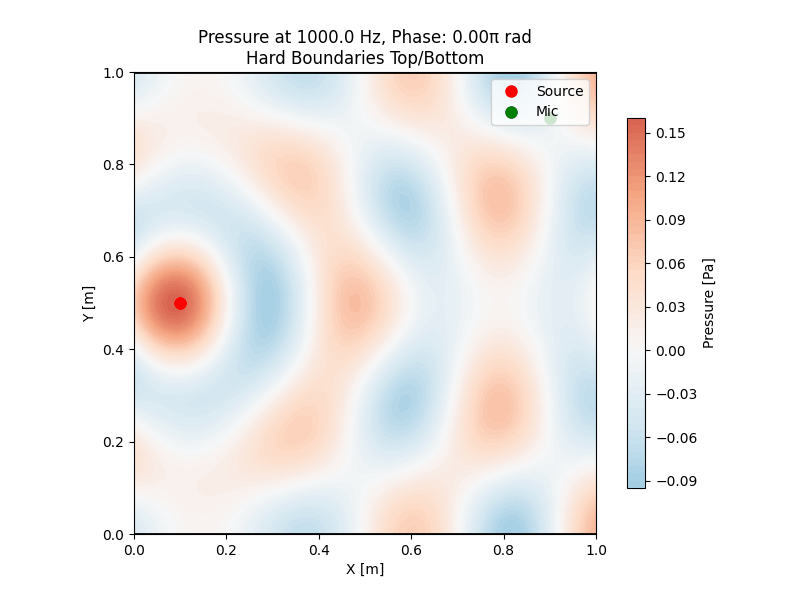 Pressure at 1000.0 Hz, Phase: 0.00π rad
Hard Boundaries Top/Bottom
Source
Mic
1.0
0.8
0.6
0.4
0.2
0.0
Y [m]
0.0 0.2 0.4 0.6 0.8 1.0
X [m]
0.15
0.12
0.09
0.06
0.03
0.00
−0.03
−0.06
−0.09
Pressure [Pa]